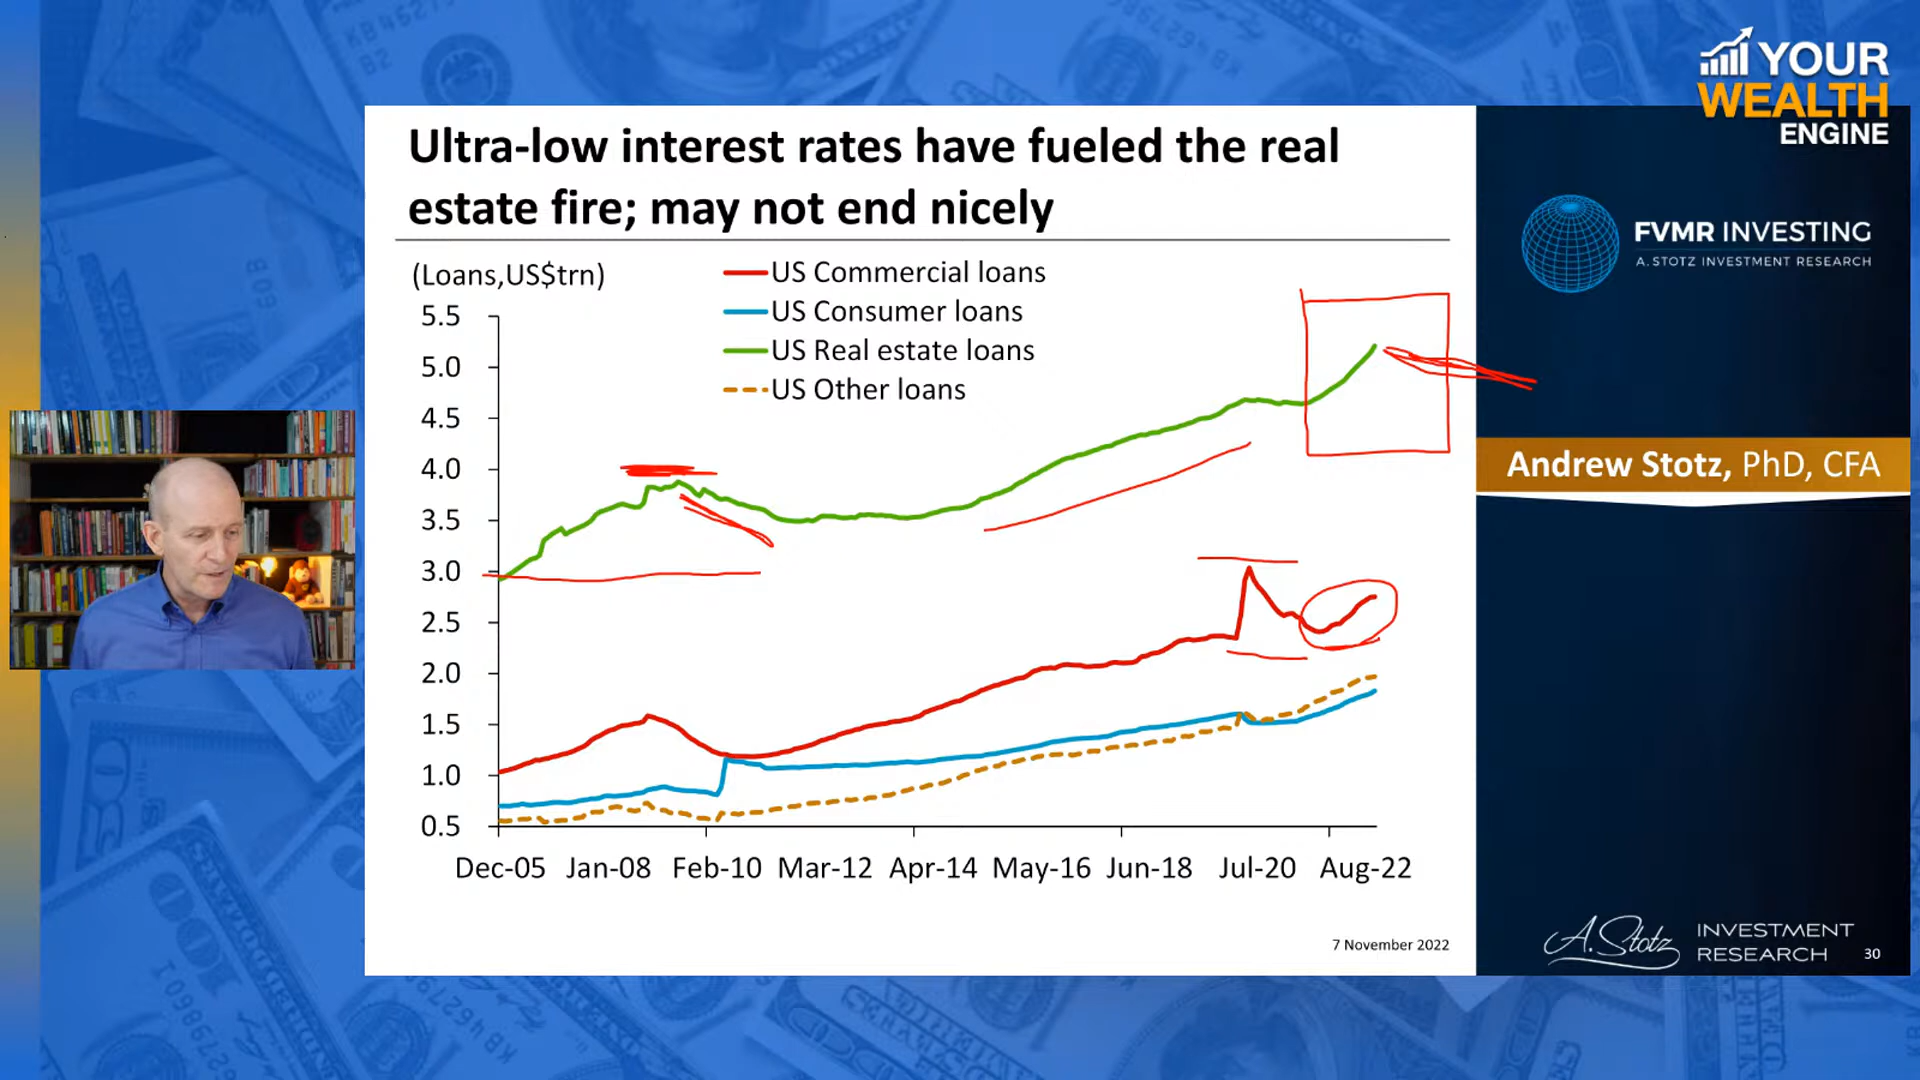 YOUR
WEALTH
ENGINE
Ultra-low interest rates have fueled the real
estate fire; may not end nicely
(Loans,US$trn)
US Commercial loans
US Consumer loans
US Real estate loans
US Other loans
5.5
5.0
4.5
4.0
3.5
3.0
2.5
2.0
1.5
1.0
0.5
Dec-05 Jan-08 Feb-10 Mar-12 Apr-14 May-16 Jun-18 Jul-20 Aug-22
7 November 2022
FVMR INVESTING
A. STOTZ INVESTMENT RESEARCH
Andrew Stotz, PhD, CFA
A. Stotz
INVESTMENT
RESEARCH
30